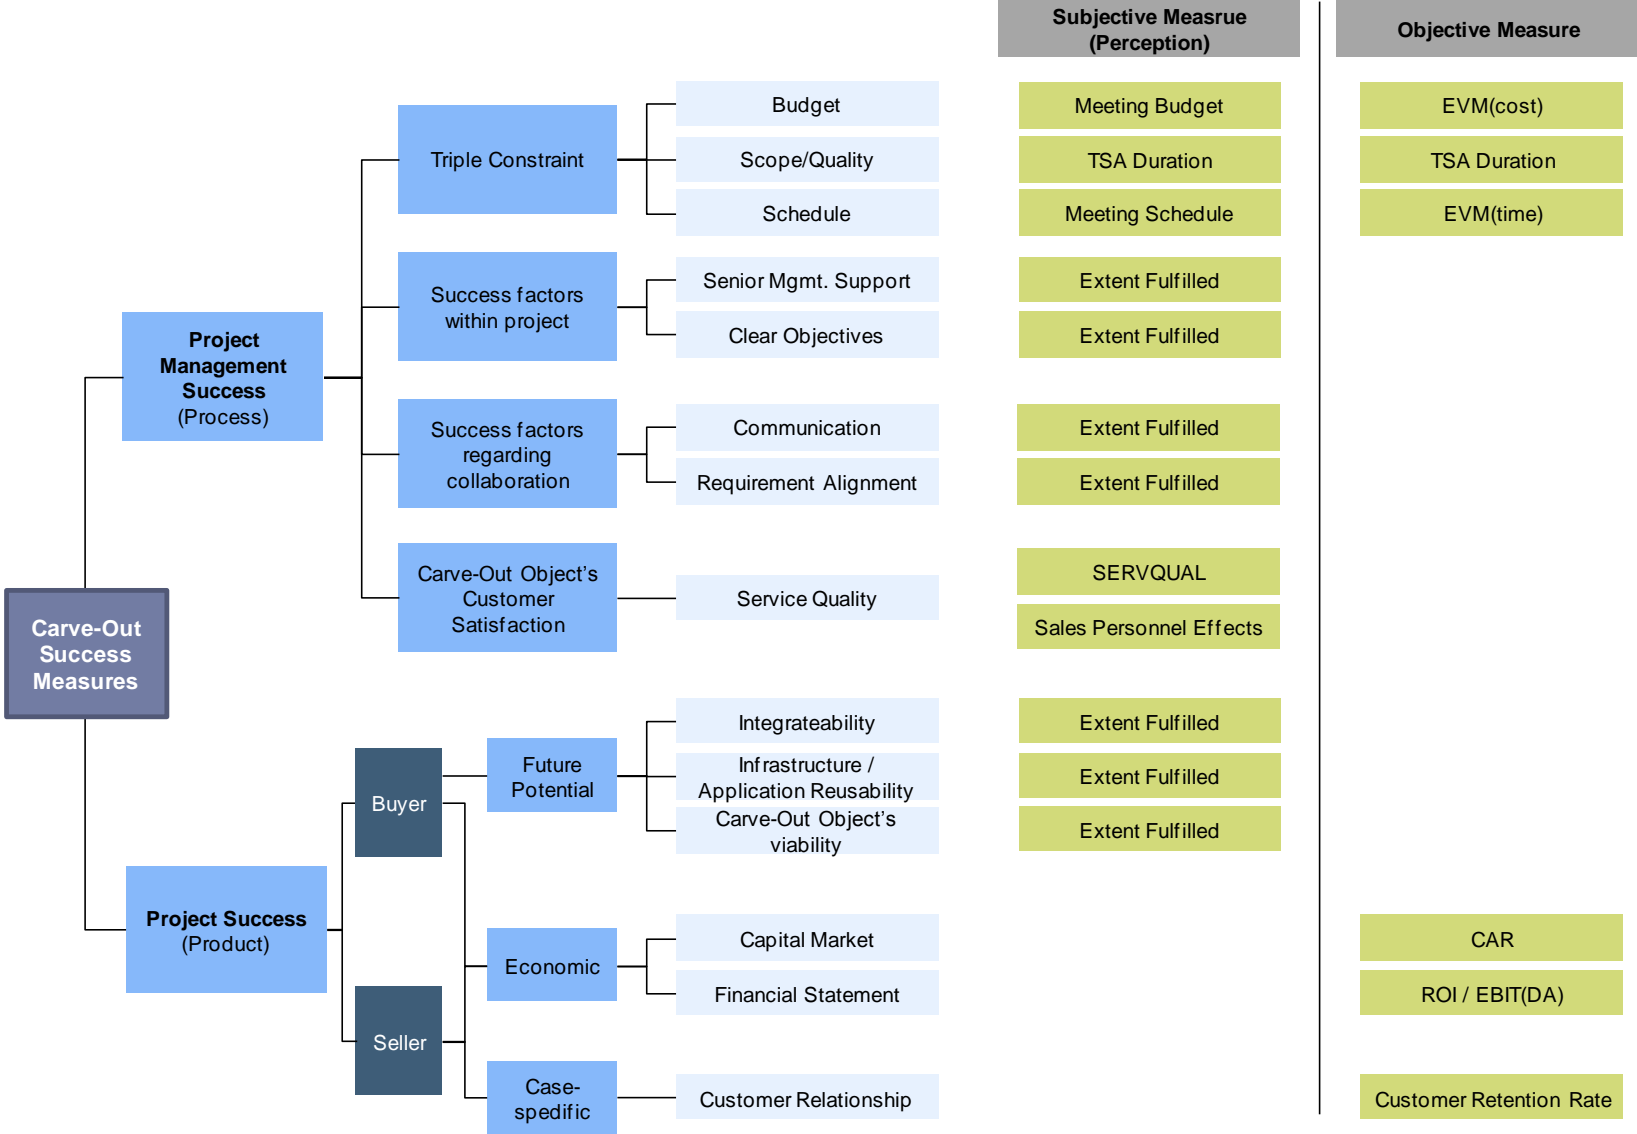 Subjective Measrue
(Perception)
Objective Measure
Budget
Meeting Budget
EVM(cost)
Triple Constraint
Scope/Quality
TSA Duration
TSA Duration
Schedule
Meeting Schedule
EVM(time)
Success factors
within project
Senior Mgmt. Support
Extent Fulfilled
Clear Objectives
Extent Fulfilled
Project
Management
Success
(Process)
Success factors
regarding
collaboration
Communication
Extent Fulfilled
Requirement Alignment
Extent Fulfilled
Carve-Out Object’s
Customer
Satisfaction
Service Quality
SERVQUAL
Sales Personnel Effects
Carve-Out
Success
Measures
Buyer
Future
Potential
Integrateability
Extent Fulfilled
Infrastructure /
Application Reusability
Extent Fulfilled
Carve-Out Object’s
viability
Extent Fulfilled
Project Success
(Product)
Economic
Capital Market
CAR
Financial Statement
ROI / EBIT(DA)
Seller
Case-
spedific
Customer Relationship
Customer Retention Rate